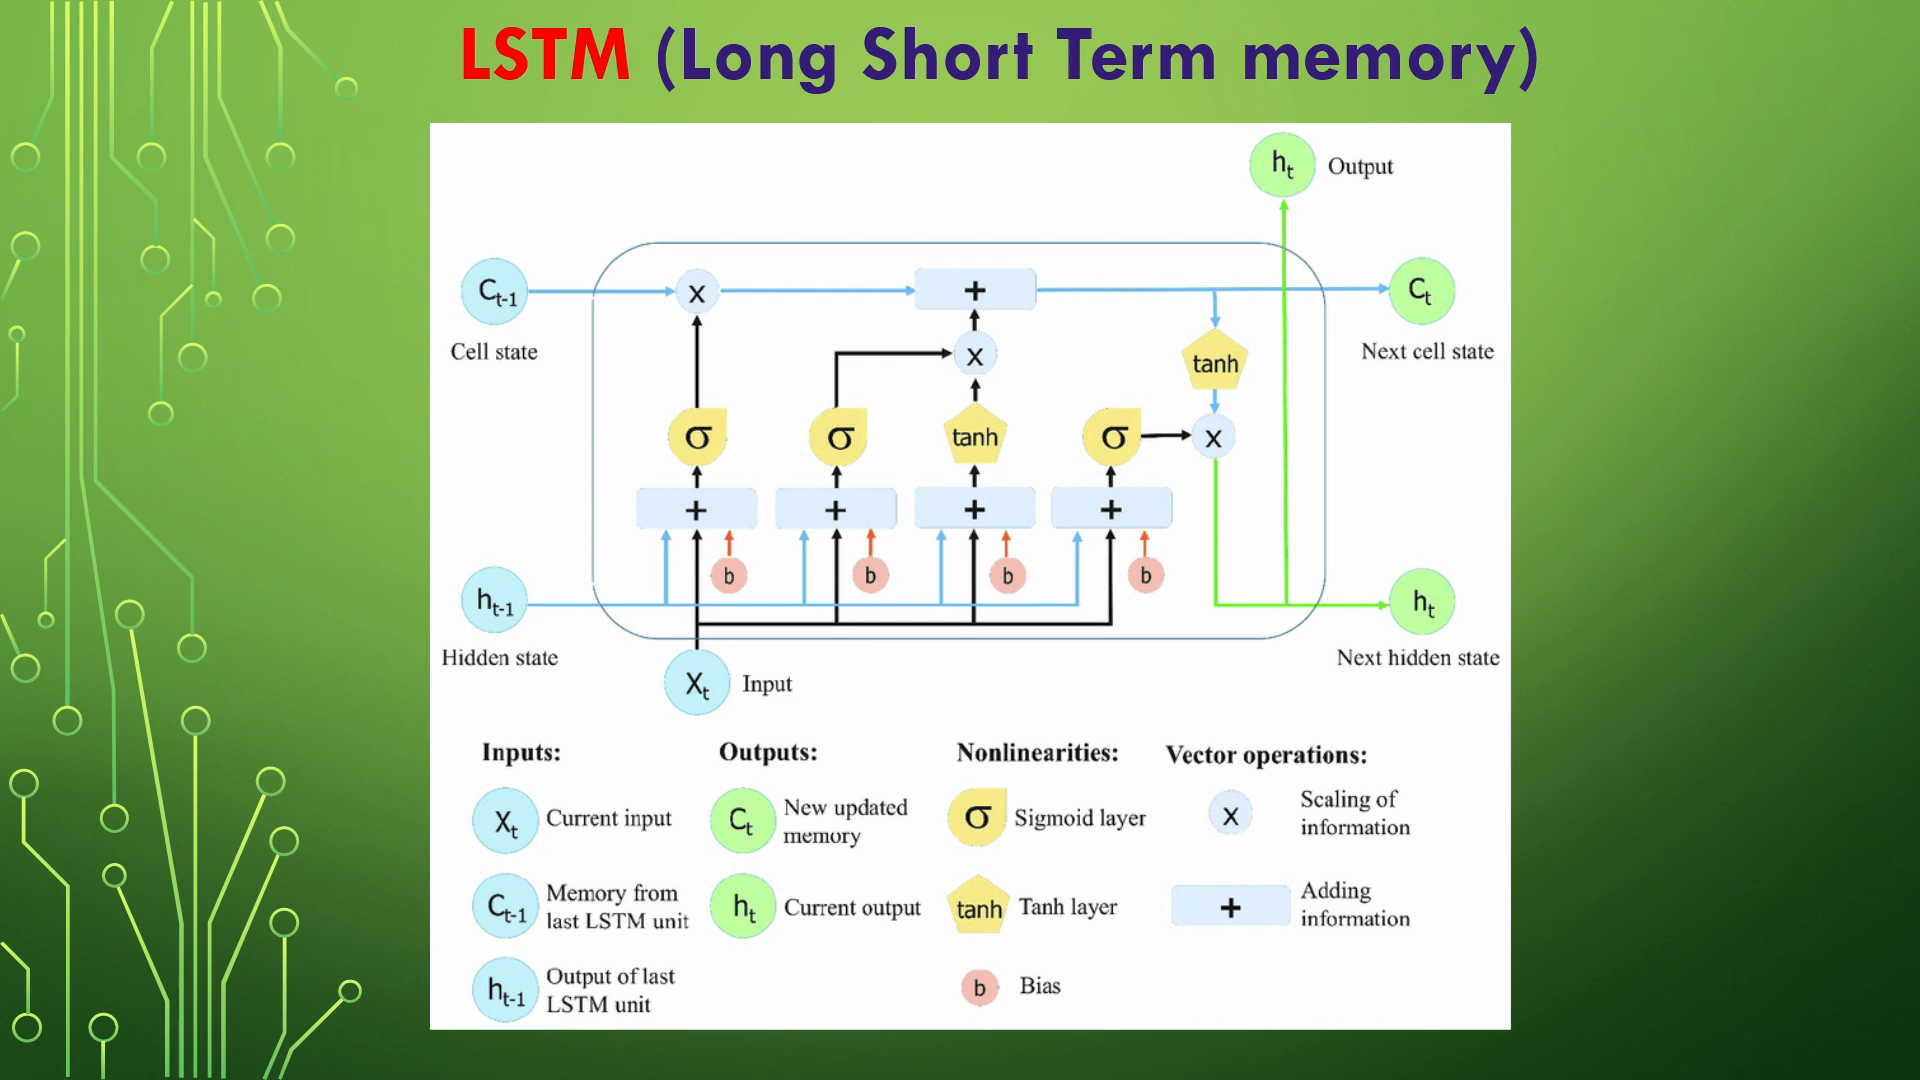 LSTM (Long Short Term memory)
ht Output
Ct-1 x + Ct
Cell state Next cell state
x tanh
σ σ tanh σ x
+ + + +
b b b b
ht-1 ht
Hidden state Next hidden state
Xt Input
Inputs: Outputs: Nonlinearities: Vector operations:
Xt Current input
Ct New updated
memory
σ Sigmoid layer
x Scaling of
information
Ct-1 Memory from
last LSTM unit
ht Current output
tanh Tanh layer
+ Adding
information
ht-1 Output of last
LSTM unit
b Bias